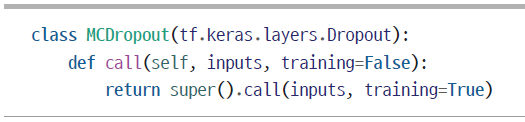 class MCDropout(tf.keras.layers.Dropout):
    def call(self, inputs, training=False):
        return super().call(inputs, training=True)